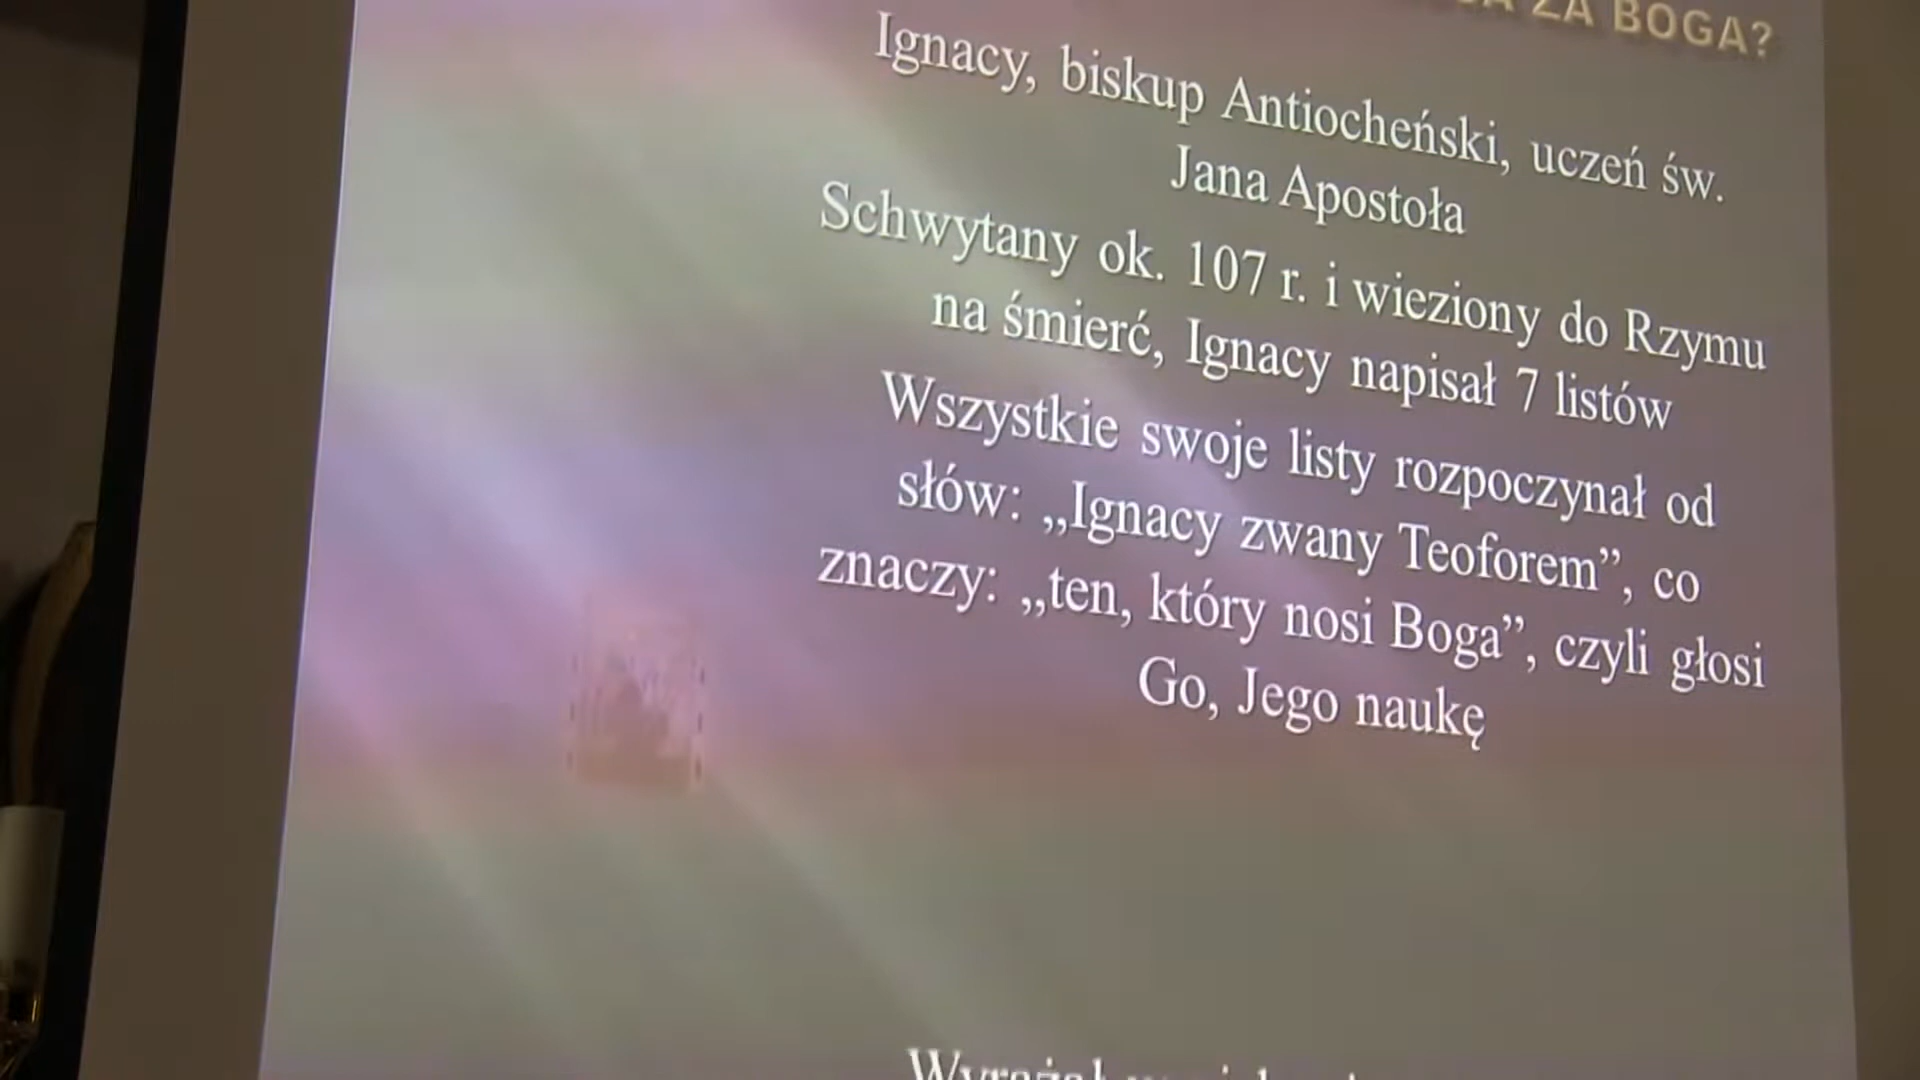 ZA BOGA?
Ignacy, biskup Antiocheński, uczeń św.
Jana Apostoła
Schwytany ok. 107 r. i wieziony do Rzymu
na śmierć, Ignacy napisał 7 listów
Wszystkie swoje listy rozpoczynał od
słów: „Ignacy zwany Teoforem”, co
znaczy: „ten, który nosi Boga”, czyli głosi
Go, Jego naukę